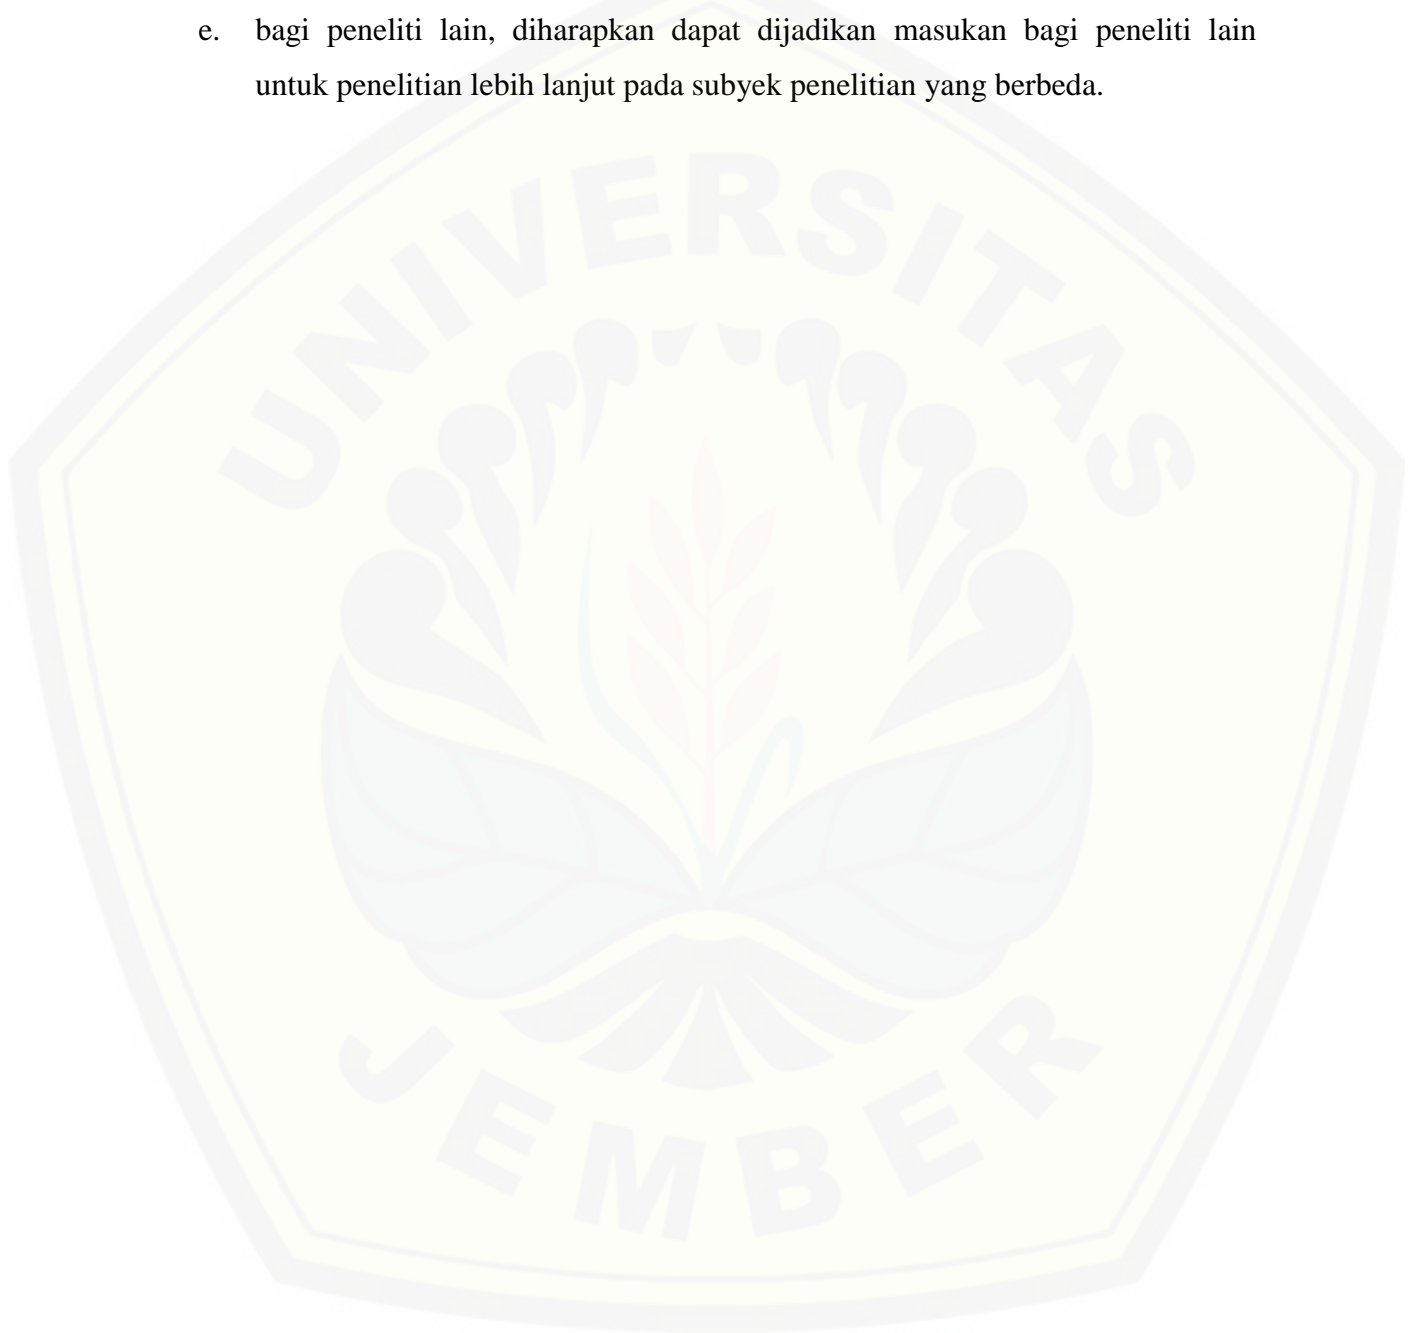 e. bagi peneliti lain, diharapkan dapat dijadikan masukan bagi peneliti lain
untuk penelitian lebih lanjut pada subyek penelitian yang berbeda.
UNIVERSITAS
JEMBER